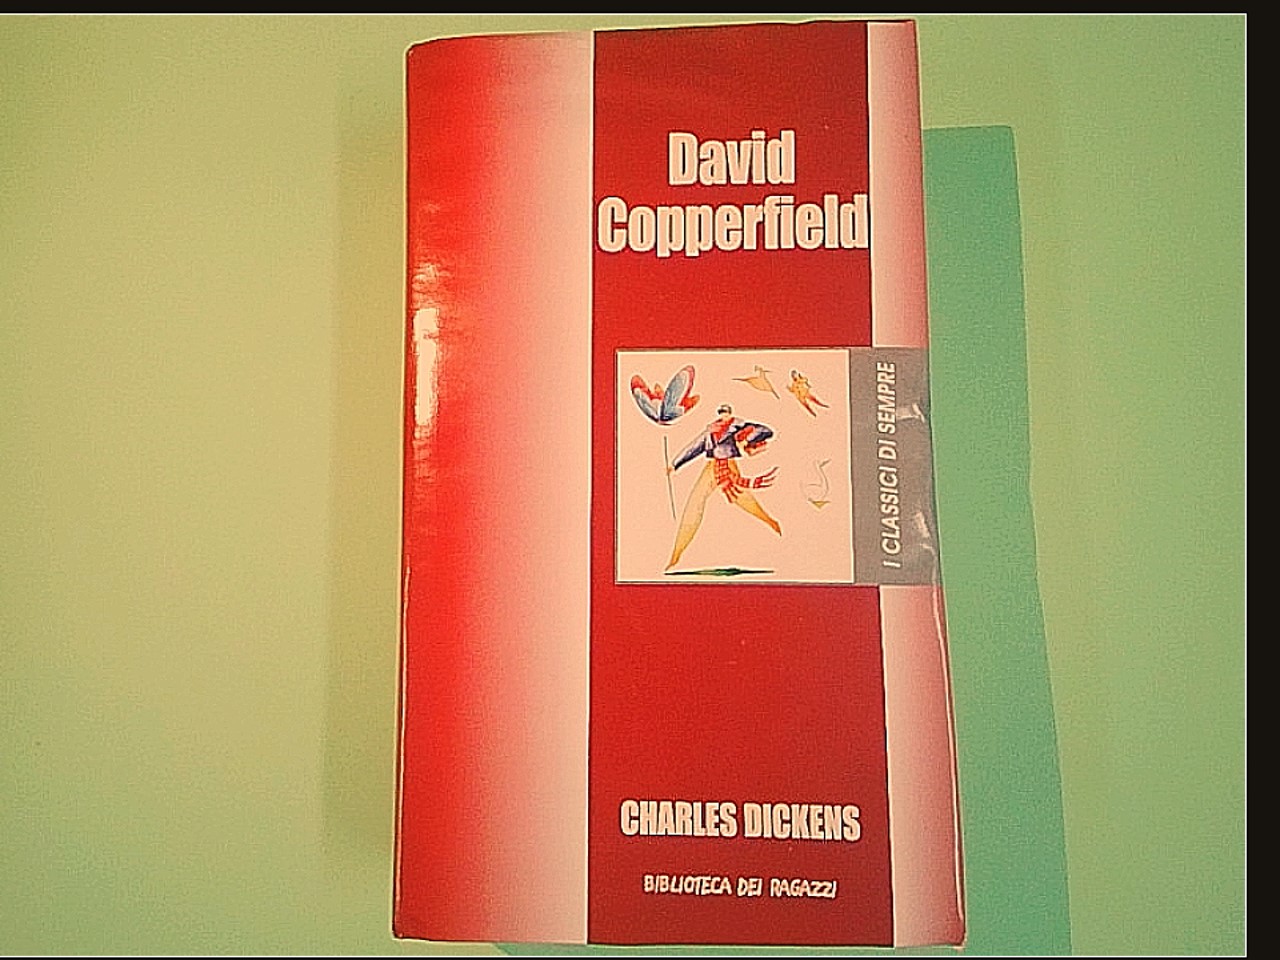 David
Copperfield
I CLASSICI DI SEMPRE
CHARLES DICKENS
BIBLIOTECA DEI RAGAZZI